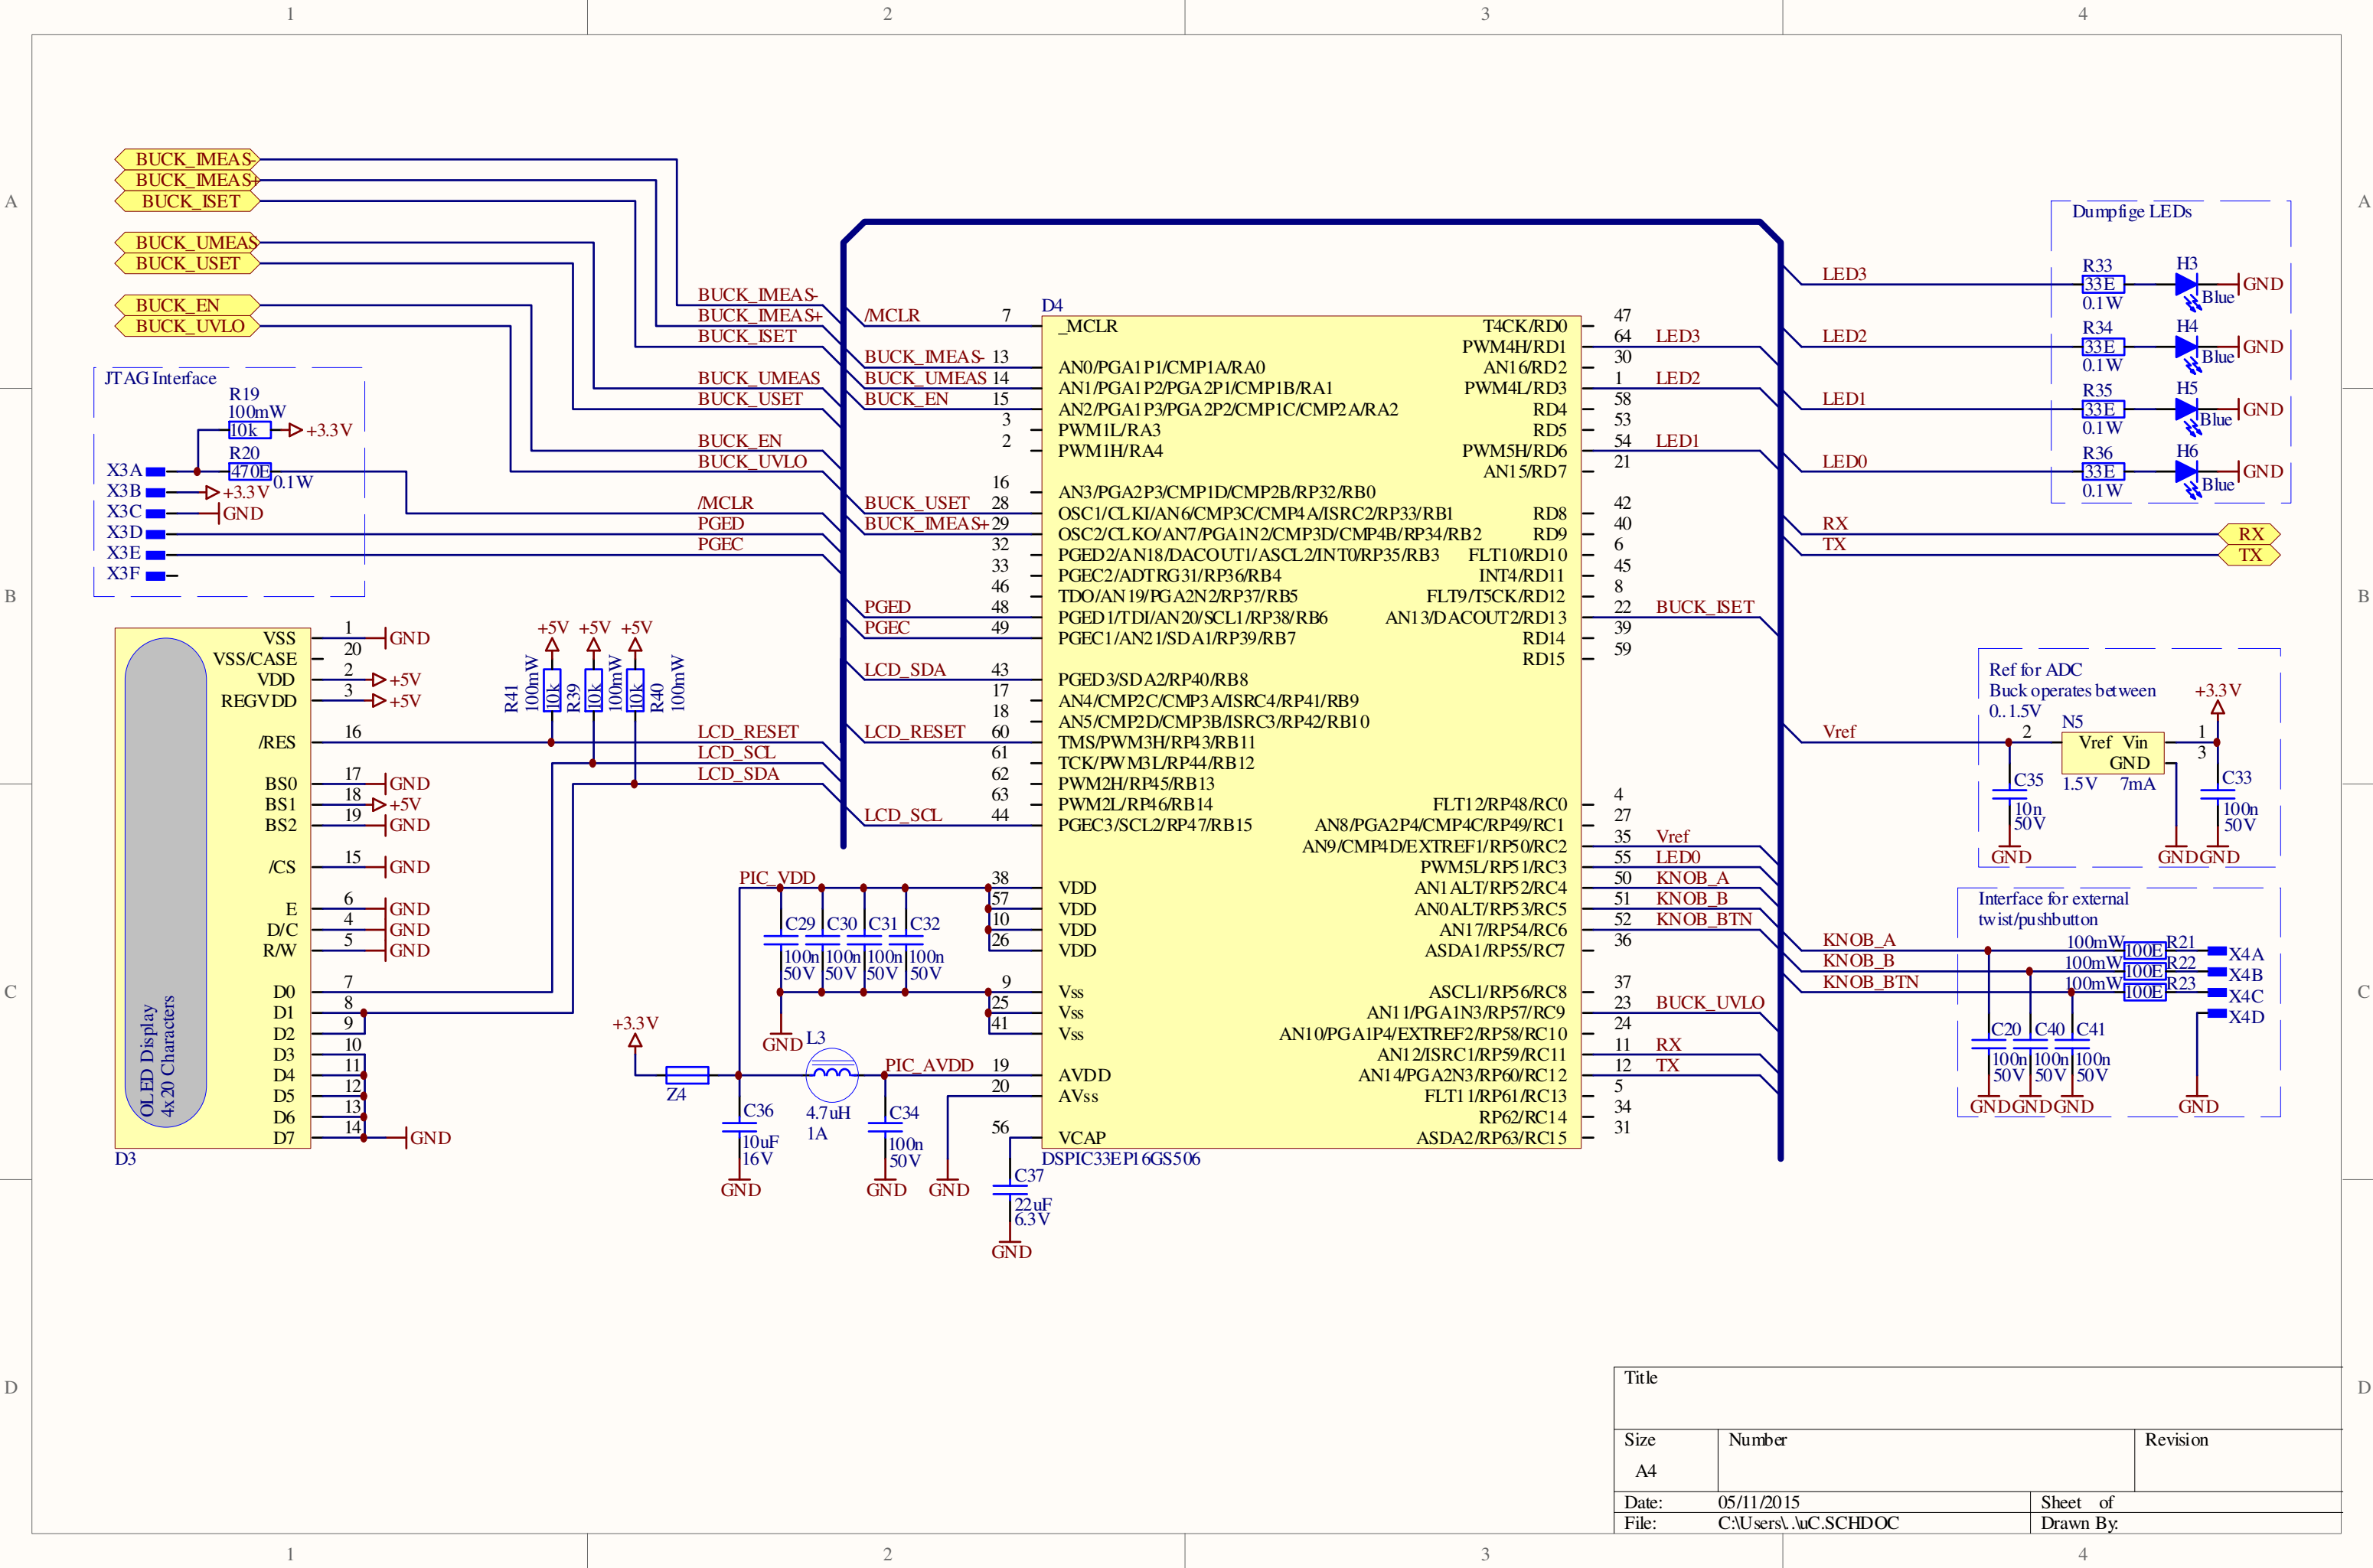 1 2 3 4
A A
B B
C C
D D
1 2 3 4
BUCK_IMEAS-
BUCK_IMEAS+
BUCK_ISET
BUCK_UMEAS
BUCK_USET
BUCK_EN
BUCK_UVLO
JTAG Interface
R19
100mW
10k
+3.3V
R20
470E
0.1W
X3A
X3B
+3.3V
X3C
GND
X3D
X3E
X3F
BUCK_IMEAS-
BUCK_IMEAS+
BUCK_ISET
BUCK_UMEAS
BUCK_USET
BUCK_EN
BUCK_UVLO
/MCLR
PGED
PGEC
VSS 1 GND
VSS/CASE 20
VDD 2 +5V
REGVDD 3 +5V
/RES 16
BS0 17 GND
BS1 18 +5V
BS2 19 GND
/CS 15 GND
E 6 GND
D/C 4 GND
R/W 5 GND
D0 7
D1 8
D2 9
D3 10
D4 11
D5 12
D6 13
D7 14 GND
OLED Display
4x20 Characters
D3
+5V +5V +5V
R41
100mW
10k
R39
100mW
10k
R40
100mW
10k
LCD_RESET
LCD_SCL
LCD_SDA
D4
/MCLR 7 _MCLR
BUCK_IMEAS- 13 AN0/PGA1P1/CMP1A/RA0
BUCK_UMEAS 14 AN1/PGA1P2/PGA2P1/CMP1B/RA1
BUCK_EN 15 AN2/PGA1P3/PGA2P2/CMP1C/CMP2A/RA2
3 PWM1L/RA3
2 PWM1H/RA4
16 AN3/PGA2P3/CMP1D/CMP2B/RP32/RB0
BUCK_USET 28 OSC1/CLKI/AN6/CMP3C/CMP4A/ISRC2/RP33/RB1
BUCK_IMEAS+ 29 OSC2/CLKO/AN7/PGA1N2/CMP3D/CMP4B/RP34/RB2
32 PGED2/AN18/DACOUT1/ASCL2/INT0/RP35/RB3
33 PGEC2/ADTRG31/RP36/RB4
46 TDO/AN19/PGA2N2/RP37/RB5
PGED 48 PGED1/TDI/AN20/SCL1/RP38/RB6
PGEC 49 PGEC1/AN21/SDA1/RP39/RB7
LCD_SDA 43 PGED3/SDA2/RP40/RB8
17 AN4/CMP2C/CMP3A/ISRC4/RP41/RB9
18 AN5/CMP2D/CMP3B/ISRC3/RP42/RB10
LCD_RESET 60 TMS/PWM3H/RP43/RB11
61 TCK/PWM3L/RP44/RB12
62 PWM2H/RP45/RB13
63 PWM2L/RP46/RB14
LCD_SCL 44 PGEC3/SCL2/RP47/RB15
PIC_VDD 38 VDD
57 VDD
10 VDD
26 VDD
9 Vss
25 Vss
41 Vss
PIC_AVDD 19 AVDD
20 AVss
56 VCAP
DSPIC33EP16GS506
C29 C30 C31 C32
100n 100n 100n 100n
50V 50V 50V 50V
GND
+3.3V
Z4
L3
4.7uH
1A
C36
10uF
16V
GND
C34
100n
50V
GND
GND
C37
22uF
6.3V
GND
T4CK/RD0 47
PWM4H/RD1 64 LED3
AN16/RD2 30
PWM4L/RD3 1 LED2
RD4 58
RD5 53
PWM5H/RD6 54 LED1
AN15/RD7 21
RD8 42
RD9 40
FLT10/RD10 6
INT4/RD11 45
FLT9/T5CK/RD12 8
AN13/DACOUT2/RD13 22 BUCK_ISET
RD14 39
RD15 59
FLT12/RP48/RC0 4
AN8/PGA2P4/CMP4C/RP49/RC1 27
AN9/CMP4D/EXTREF1/RP50/RC2 35 Vref
PWM5L/RP51/RC3 55 LED0
AN1ALT/RP52/RC4 50 KNOB_A
AN0ALT/RP53/RC5 51 KNOB_B
AN17/RP54/RC6 52 KNOB_BTN
ASDA1/RP55/RC7 36
ASCL1/RP56/RC8 37
AN11/PGA1N3/RP57/RC9 23 BUCK_UVLO
AN10/PGA1P4/EXTREF2/RP58/RC10 24
AN12/ISRC1/RP59/RC11 11 RX
AN14/PGA2N3/RP60/RC12 12 TX
FLT11/RP61/RC13 5
RP62/RC14 34
ASDA2/RP63/RC15 31
Dumpfige LEDs
LED3 R33 33E 0.1W H3 Blue GND
LED2 R34 33E 0.1W H4 Blue GND
LED1 R35 33E 0.1W H5 Blue GND
LED0 R36 33E 0.1W H6 Blue GND
RX RX
TX TX
Ref for ADC
Buck operates between
0..1.5V
+3.3V
N5
Vref 2 Vref Vin 1
GND 3
1.5V 7mA
C35
10n
50V
GND
C33
100n
50V
GND GND
Interface for external
twist/pushbutton
KNOB_A 100mW 100E R21 X4A
KNOB_B 100mW 100E R22 X4B
KNOB_BTN 100mW 100E R23 X4C
X4D
C20 C40 C41
100n 100n 100n
50V 50V 50V
GND GND GND GND
Title
Size Number Revision
A4
Date: 05/11/2015 Sheet of
File: C:\Users\..\uC.SCHDOC Drawn By: